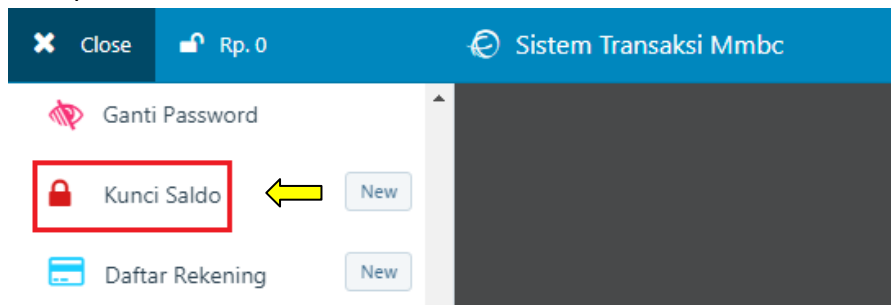 Close Rp. 0 Sistem Transaksi Mmbc
Ganti Password
Kunci Saldo New
Daftar Rekening New